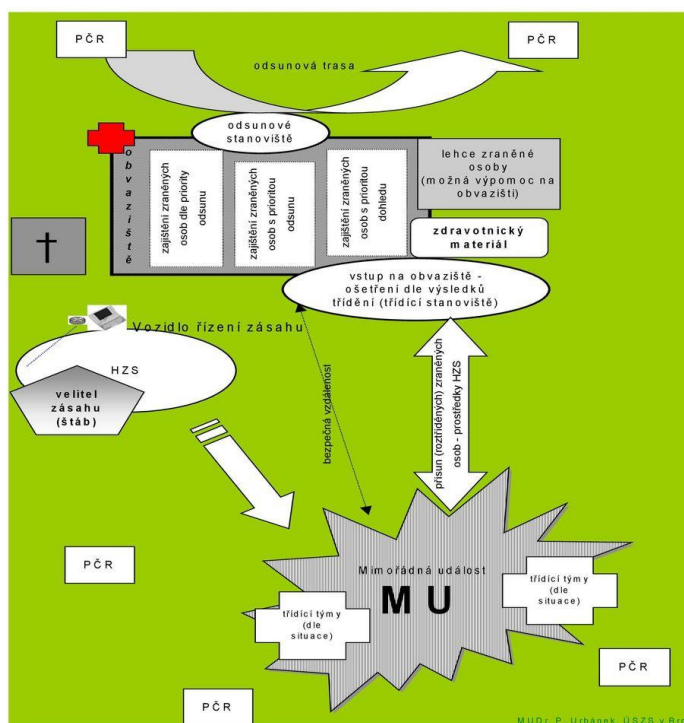 PČR
PČR
odsunová trasa
odsunové
stanoviště
obvaziště
zajištění zraněných
osob dle priority
odsunu
zajištění zraněných
osob s prioritou
odsunu
zajištění zraněných
osob s prioritou
dohledu
lehce zraněné
osoby
(možná výpomoc na
obvazišti)
zdravotnický
materiál
vstup na obvaziště -
ošetření dle výsledků
třídění (třídící stanoviště)
Vozidlo řízení zásahu
HZS
velitel
zásahu
(štáb)
bezpečná vzdálenost
přísun (roztříděných) zraněných
osob - prostředky HZS
Mimořádná událost
MU
třídící týmy
(dle
situace)
třídící týmy
(dle
situace)
PČR
PČR
PČR
MUDr. P. Urbánek, ÚSZS v Br